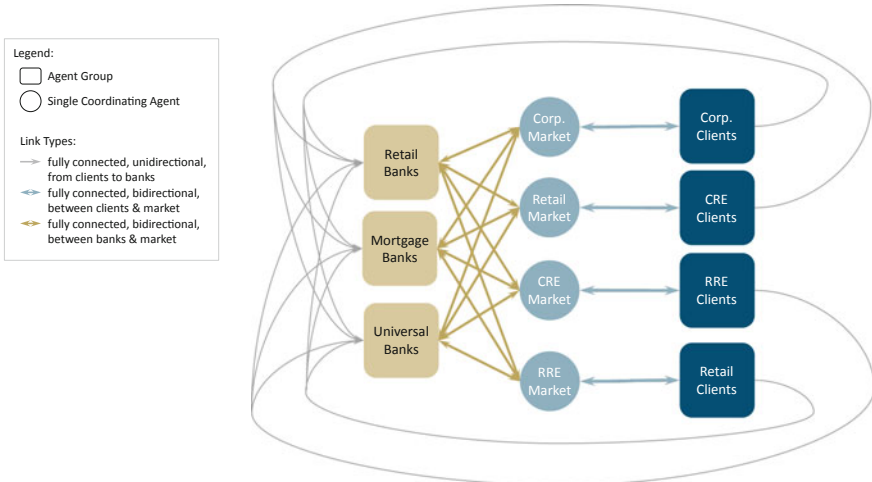 Legend:
Agent Group
Single Coordinating Agent
Link Types:
fully connected, unidirectional,
from clients to banks
fully connected, bidirectional,
between clients & market
fully connected, bidirectional,
between banks & market
Retail
Banks
Mortgage
Banks
Universal
Banks
Corp.
Market
Retail
Market
CRE
Market
RRE
Market
Corp.
Clients
CRE
Clients
RRE
Clients
Retail
Clients